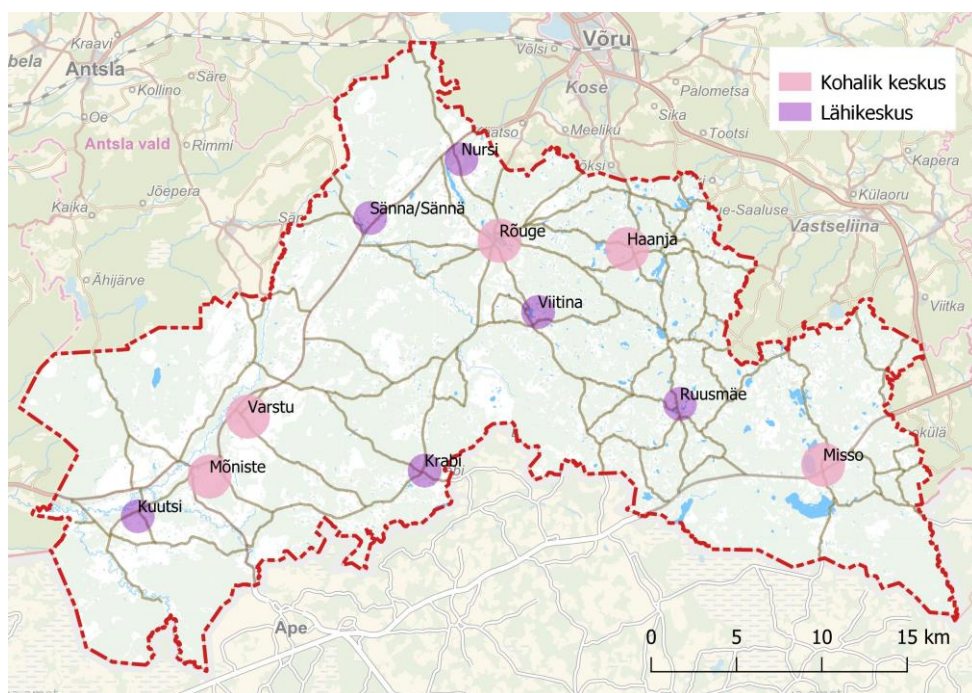 Kraavi
Võlsi
Võru
Antsla
Säre
Kollino
Kose
Palometsa
Oe
Sika
Meeliku
Tootsi
Antsla vald
Rimmi
Nursi
Kapera
Jõepera
Kaika
Külaoru
Sänna/Sännä
Rõuge
Haanja
Vastseliina
Ähijärve
Viitina
Viitka
Varstu
Ruusmäe
Mõniste
Krabi
Misso
Kuutsi
Ape
Kohalik keskus
Lähikeskus
0 5 10 15 km